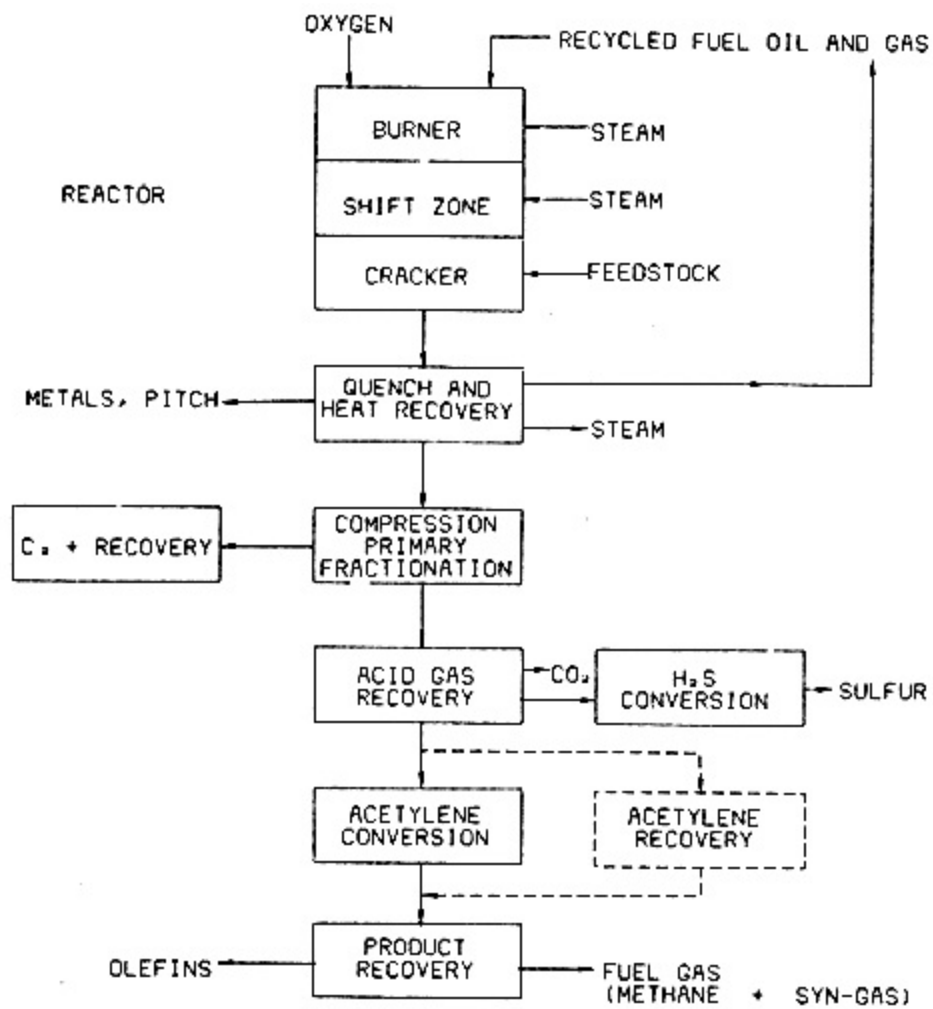 OXYGEN
RECYCLED FUEL OIL AND GAS
BURNER
STEAM
REACTOR
SHIFT ZONE
STEAM
CRACKER
FEEDSTOCK
METALS, PITCH
QUENCH AND
HEAT RECOVERY
STEAM
C₃ + RECOVERY
COMPRESSION
PRIMARY
FRACTIONATION
ACID GAS
RECOVERY
CO₂
H₂S
CONVERSION
SULFUR
ACETYLENE
CONVERSION
ACETYLENE
RECOVERY
OLEFINS
PRODUCT
RECOVERY
FUEL GAS
(METHANE + SYN-GAS)